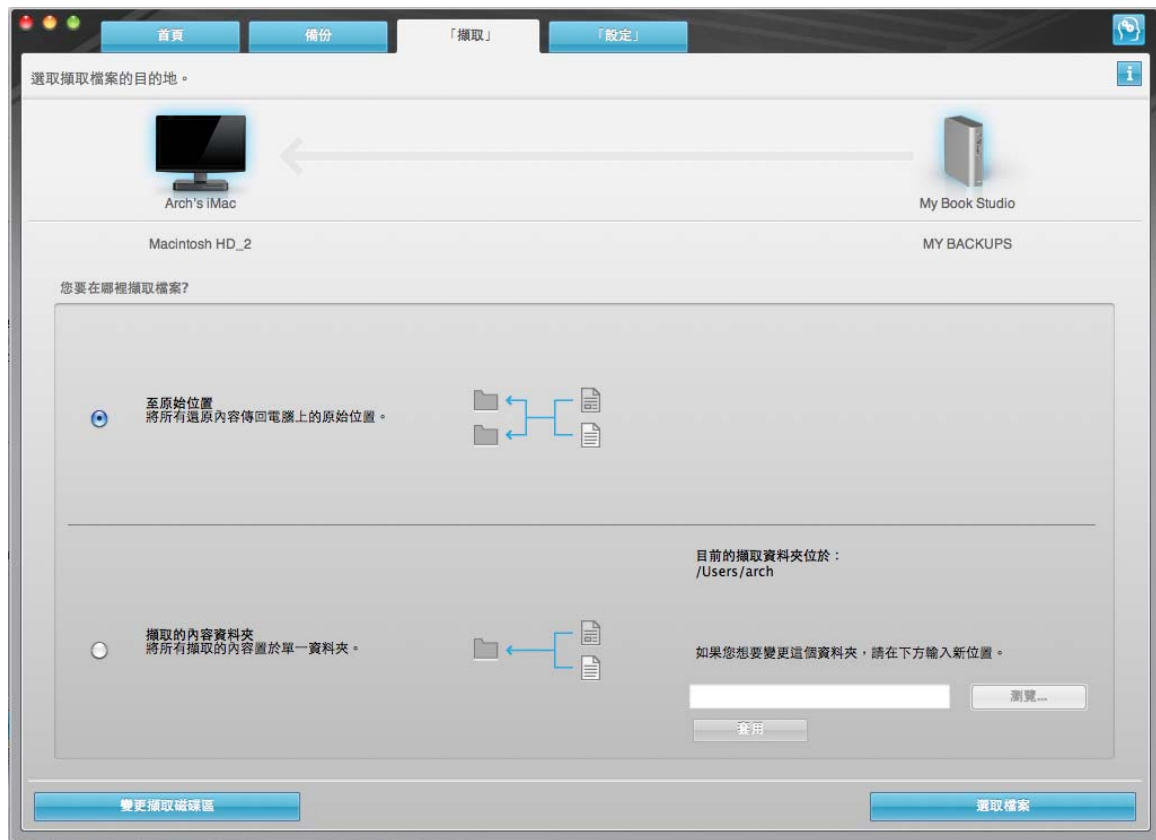 首頁
備份
「擷取」
「設定」
選取擷取檔案的目的地。
i
Arch's iMac
My Book Studio
Macintosh HD_2
MY BACKUPS
您要在哪裡擷取檔案?
至原始位置
將所有還原內容傳回電腦上的原始位置。
目前的擷取資料夾位於：
/Users/arch
擷取的內容資料夾
將所有擷取的內容置於單一資料夾。
如果您想要變更這個資料夾，請在下方輸入新位置。
瀏覽...
套用
變更擷取磁碟區
選取檔案